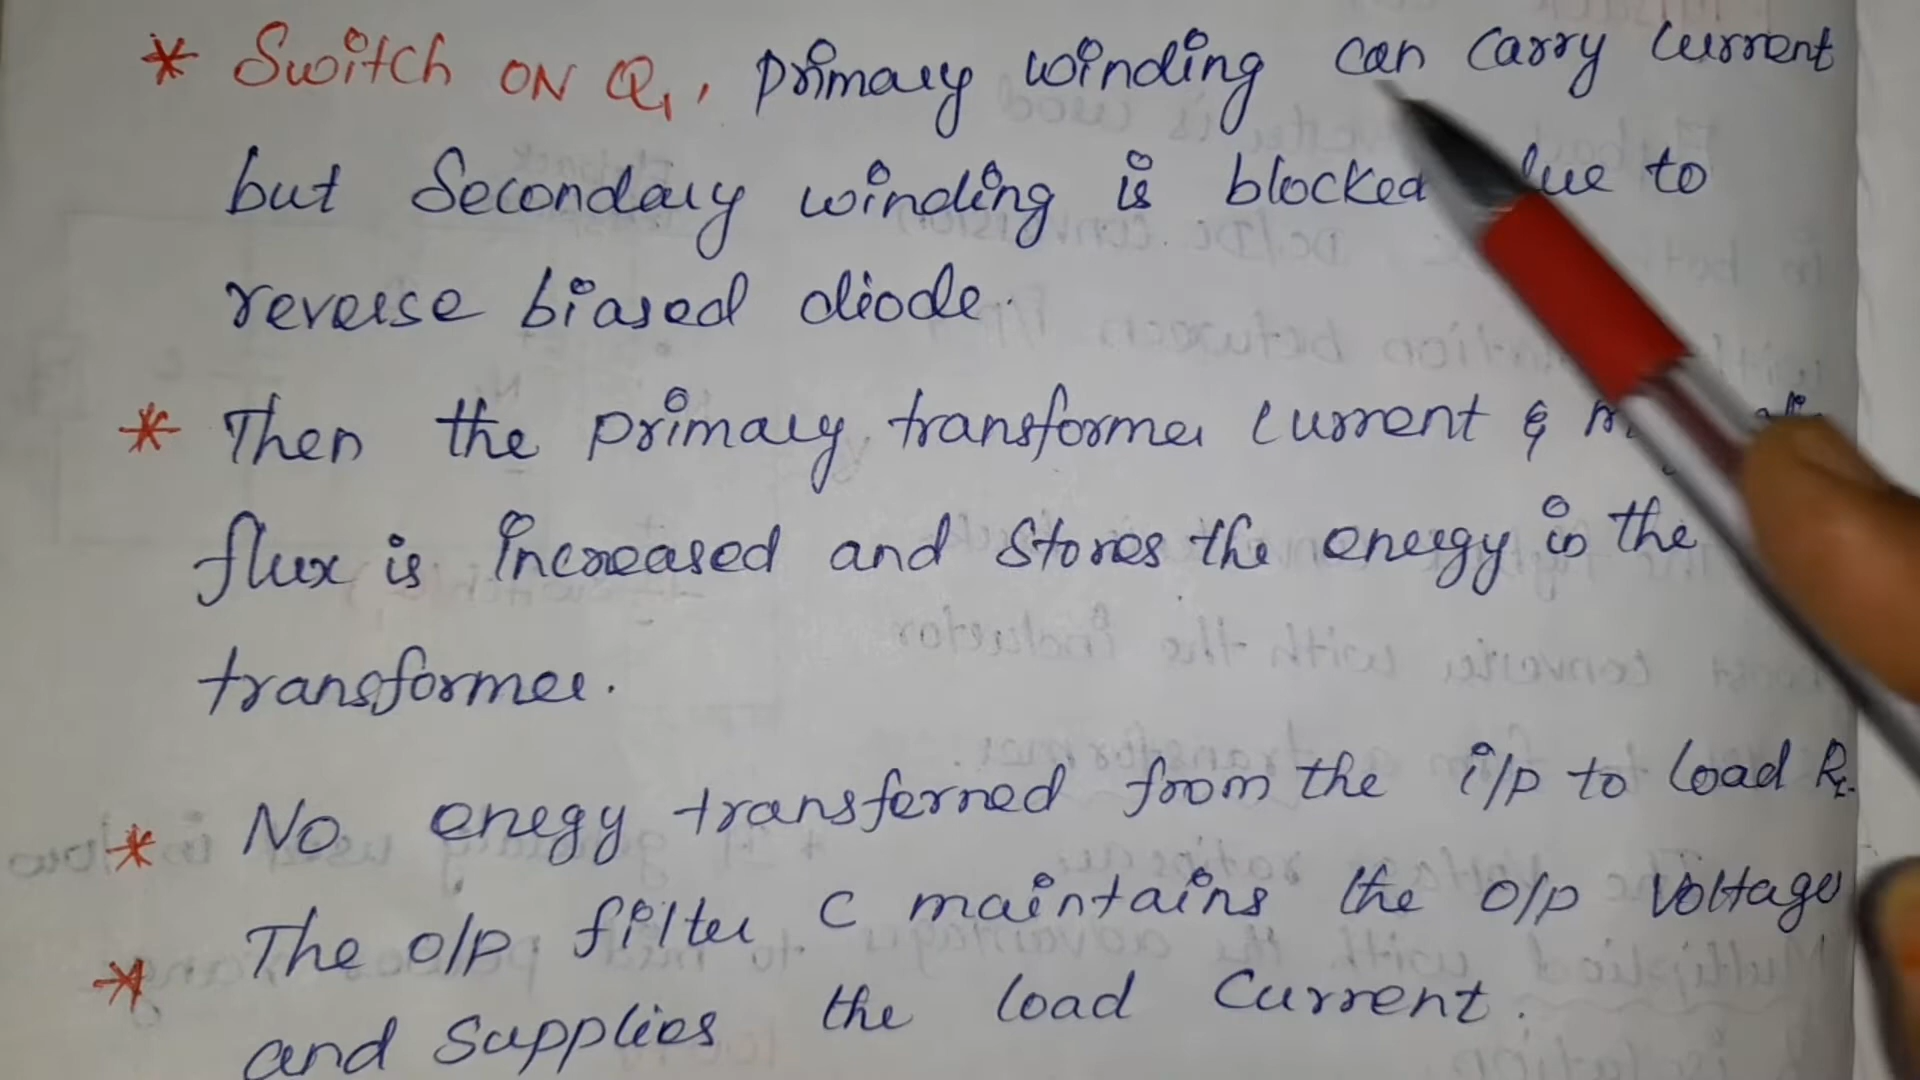 * Switch ON Q1, primary winding can carry current
but Secondary winding is blocked due to
reverse biased diode.
* Then the primary transformer current &
flux is increased and stores the energy in the
transformer.
* No enegy transferred from the i/p to load RL.
* The o/p filter C maintains the o/p voltage
and supplies the load current.